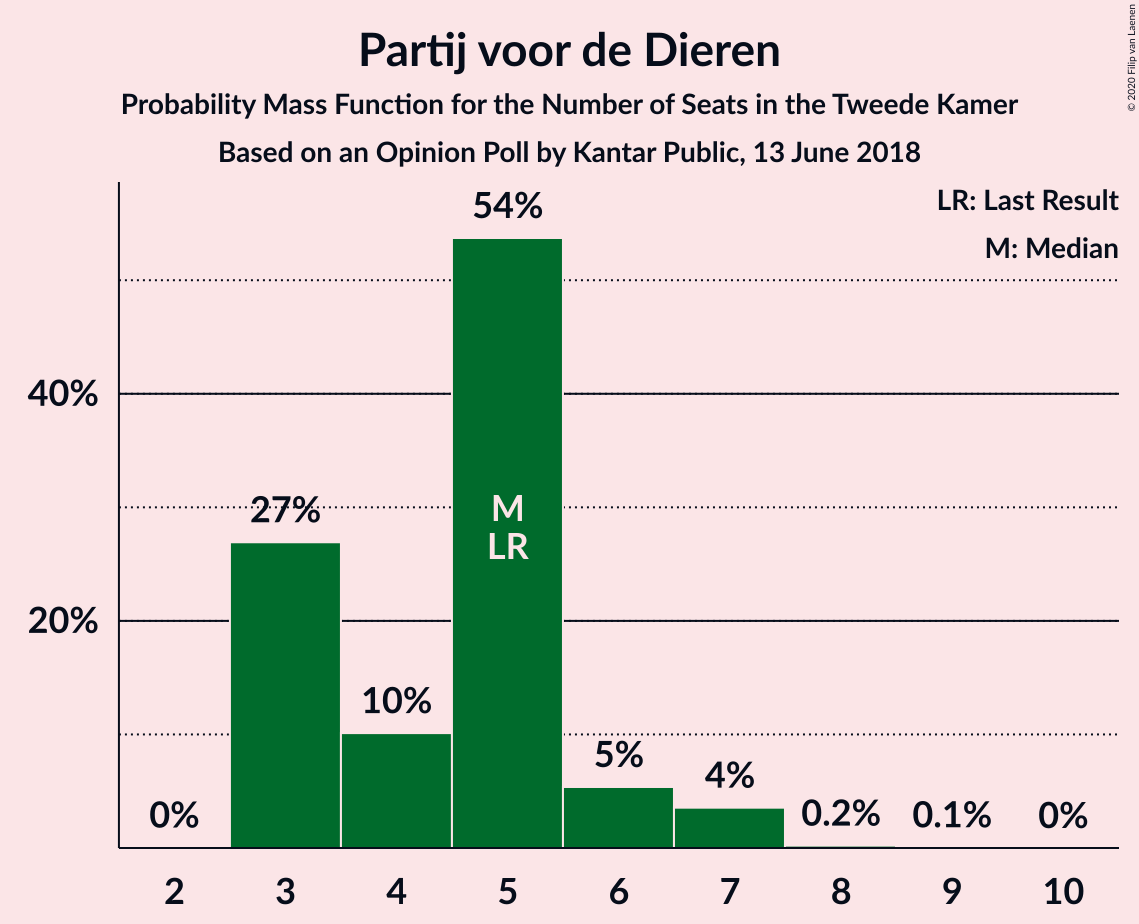 Partij voor de Dieren
Probability Mass Function for the Number of Seats in the Tweede Kamer
Based on an Opinion Poll by Kantar Public, 13 June 2018
© 2020 Filip van Laenen
LR: Last Result
M: Median
54%
40%
27%
M
LR
20%
10%
5%
4%
0%
0.2%
0.1%
0%
2 3 4 5 6 7 8 9 10